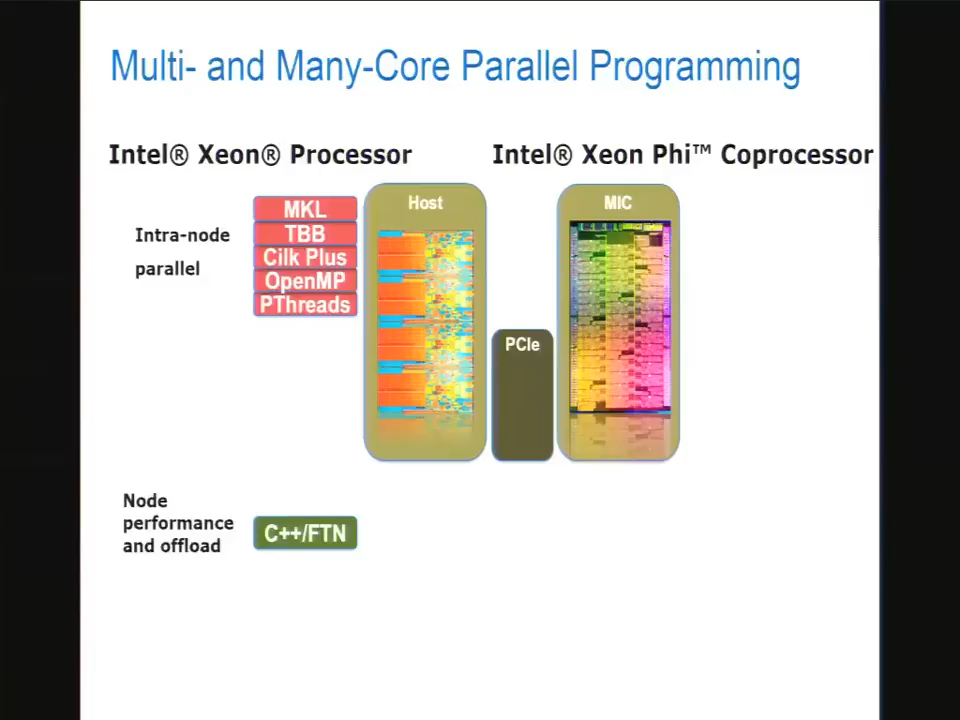 Multi- and Many-Core Parallel Programming
Intel® Xeon® Processor
Intel® Xeon Phi™ Coprocessor
Intra-node
parallel
MKL
TBB
Cilk Plus
OpenMP
PThreads
Host
PCIe
MIC
Node
performance
and offload
C++/FTN